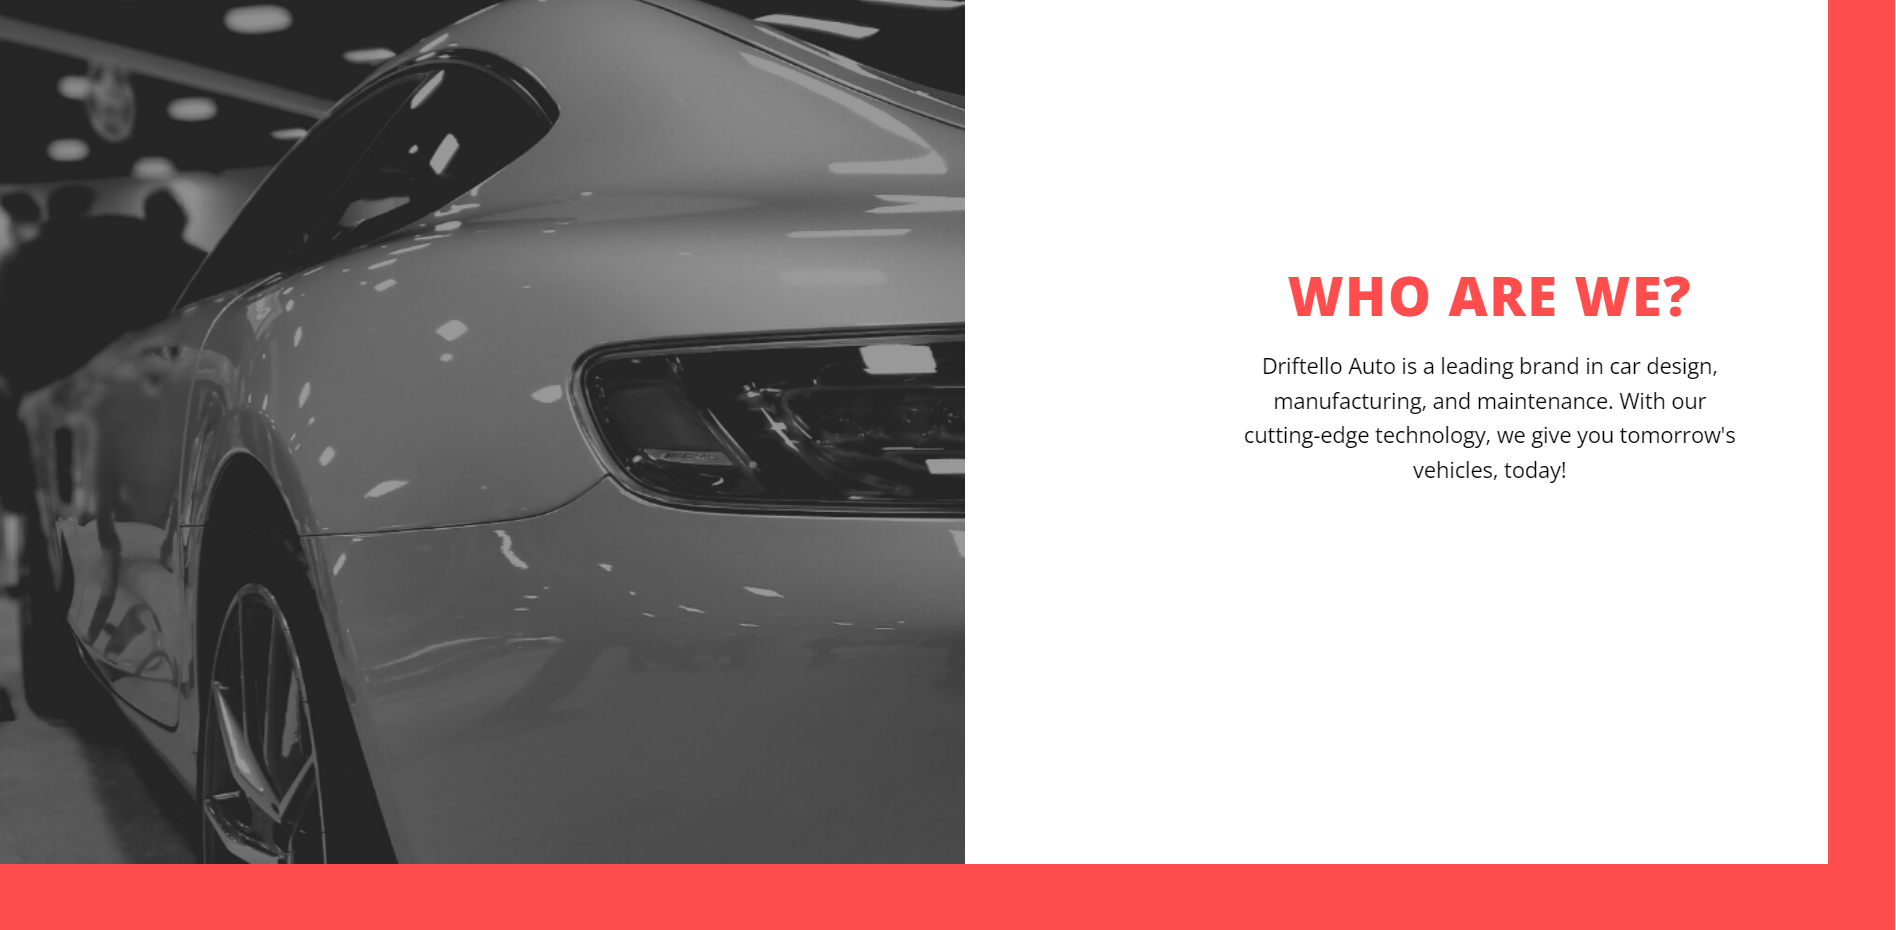 WHO ARE WE?
Driftello Auto is a leading brand in car design,
manufacturing, and maintenance. With our
cutting-edge technology, we give you tomorrow's
vehicles, today!